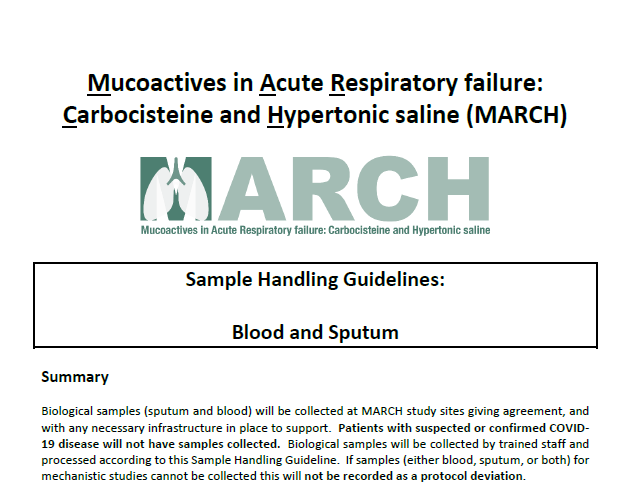 Mucoactives in Acute Respiratory failure:
Carbocisteine and Hypertonic saline (MARCH)
MARCH
Mucoactives in Acute Respiratory failure: Carbocisteine and Hypertonic saline
Sample Handling Guidelines:
Blood and Sputum
Summary
Biological samples (sputum and blood) will be collected at MARCH study sites giving agreement, and
with any necessary infrastructure in place to support. Patients with suspected or confirmed COVID-
19 disease will not have samples collected. Biological samples will be collected by trained staff and
processed according to this Sample Handling Guideline. If samples (either blood, sputum, or both) for
mechanistic studies cannot be collected this will not be recorded as a protocol deviation.